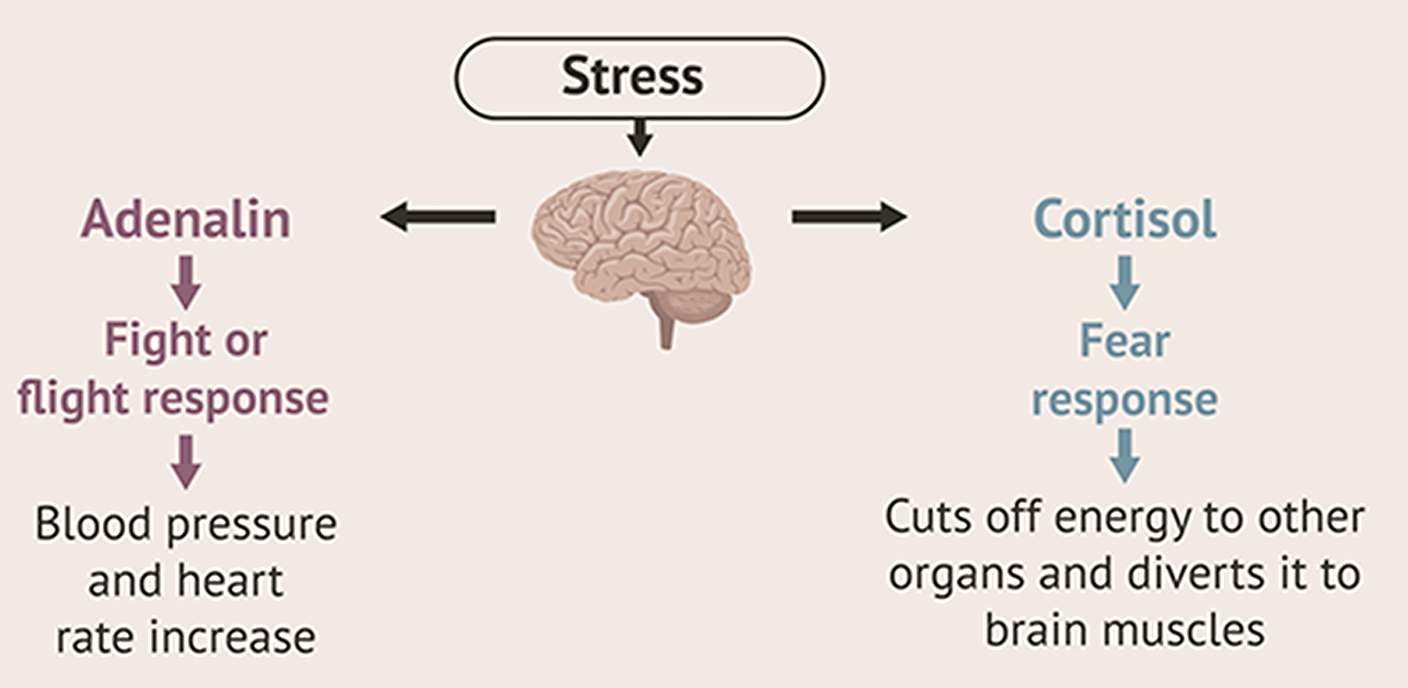 Stress
Adenalin
Fight or
flight response
Blood pressure
and heart
rate increase
Cortisol
Fear
response
Cuts off energy to other
organs and diverts it to
brain muscles